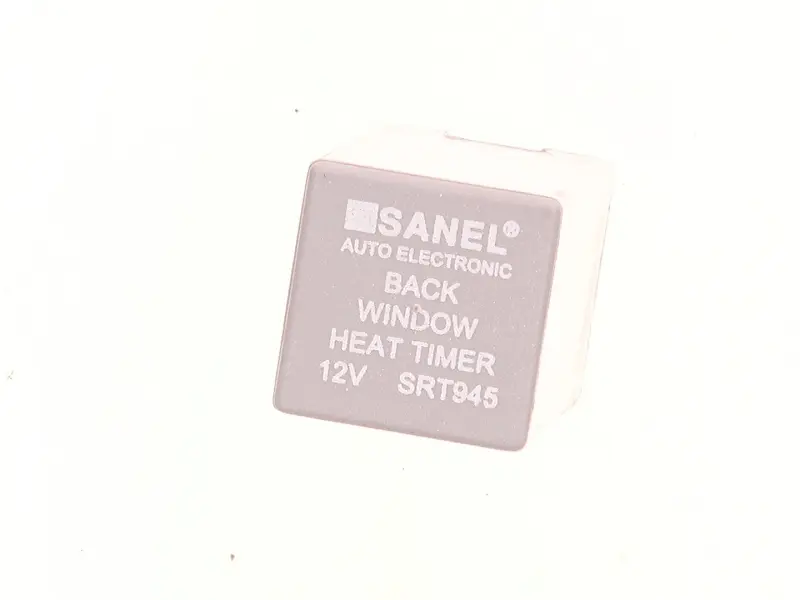 SANEL®
AUTO ELECTRONIC
BACK
WINDOW
HEAT TIMER
12V SRT945